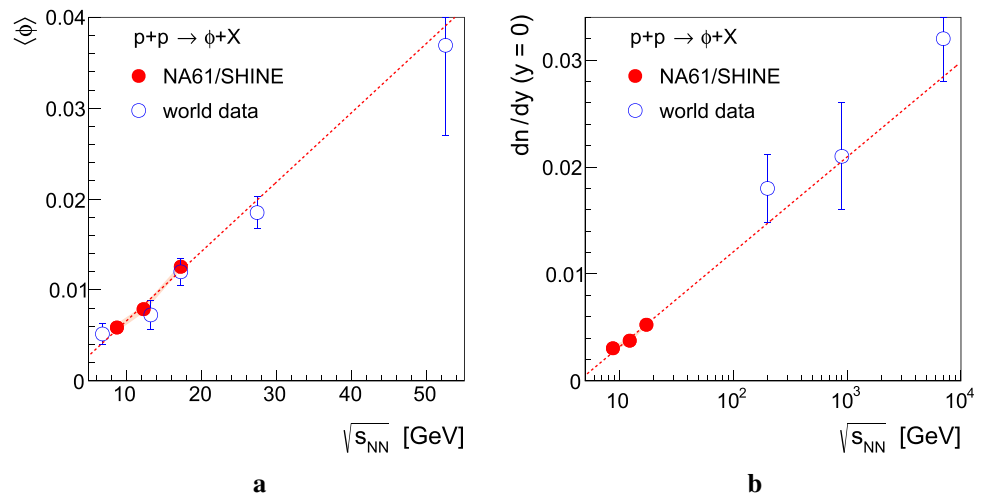 ⟨ϕ⟩
0.04
0.03
0.02
0.01
0
p+p → ϕ+X
NA61/SHINE
world data
10 20 30 40 50
√s_NN [GeV]
a
dn/dy (y = 0)
0.03
0.02
0.01
0
p+p → ϕ+X
NA61/SHINE
world data
10 10² 10³ 10⁴
√s_NN [GeV]
b